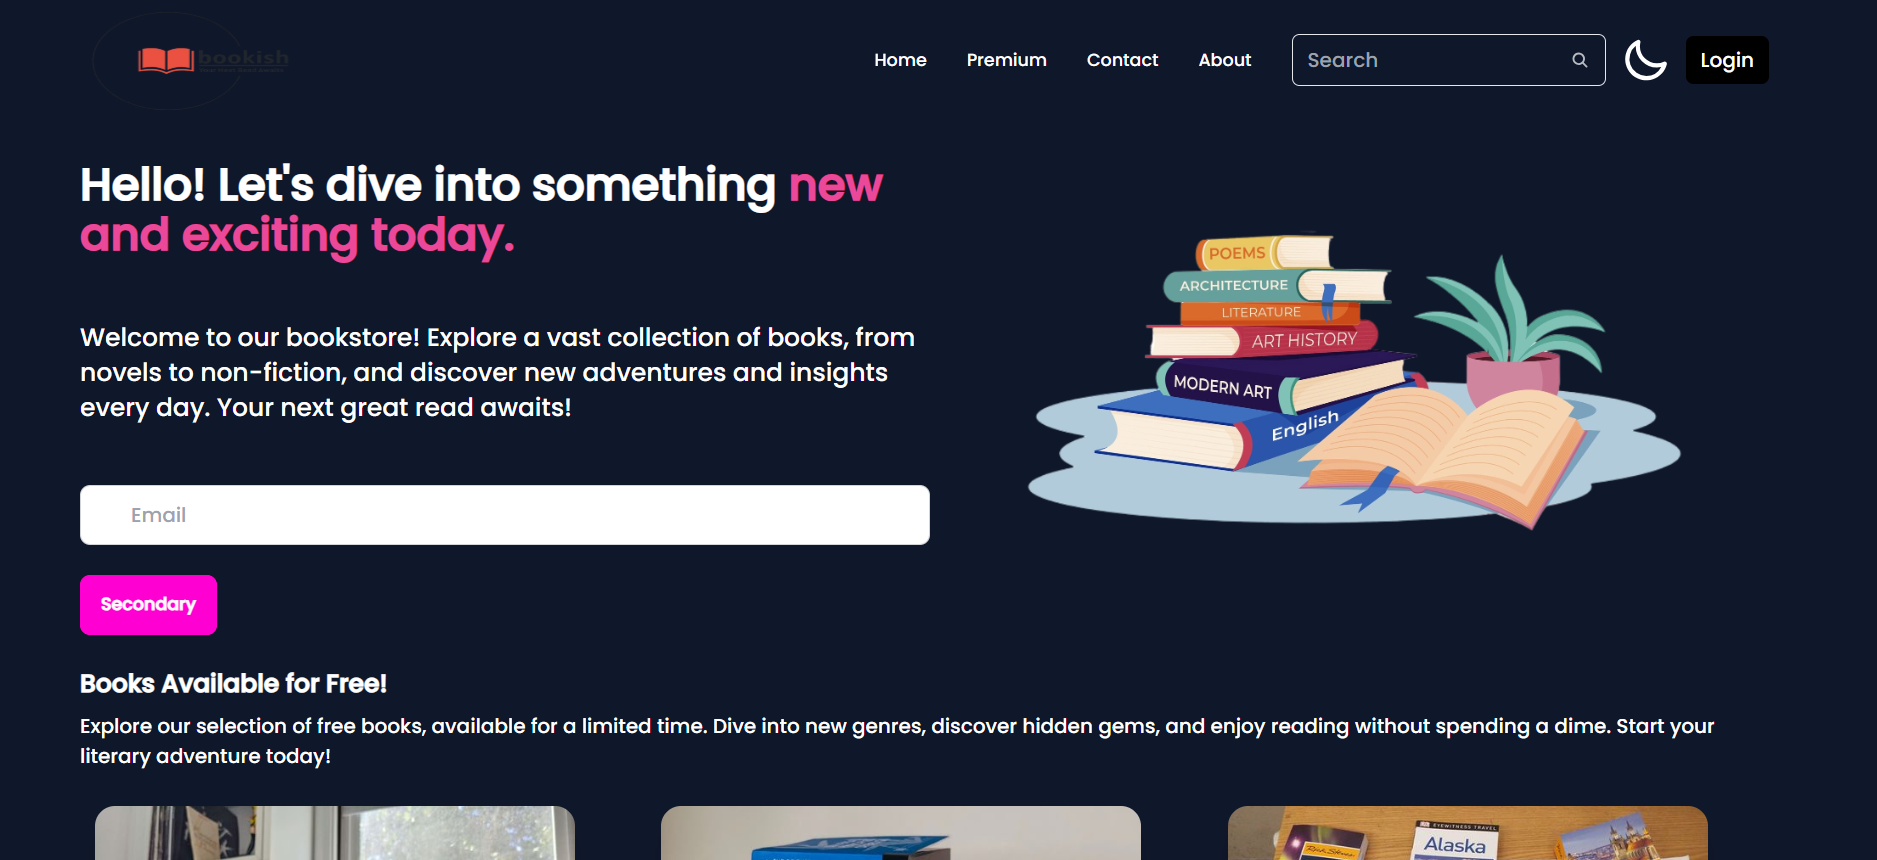 bookish
Home
Premium
Contact
About
Search
Login
Hello! Let's dive into something new
and exciting today.
Welcome to our bookstore! Explore a vast collection of books, from
novels to non-fiction, and discover new adventures and insights
every day. Your next great read awaits!
POEMS
ARCHITECTURE
LITERATURE
ART HISTORY
MODERN ART
English
Email
Secondary
Books Available for Free!
Explore our selection of free books, available for a limited time. Dive into new genres, discover hidden gems, and enjoy reading without spending a dime. Start your
literary adventure today!
EYEWITNESS TRAVEL
Alaska